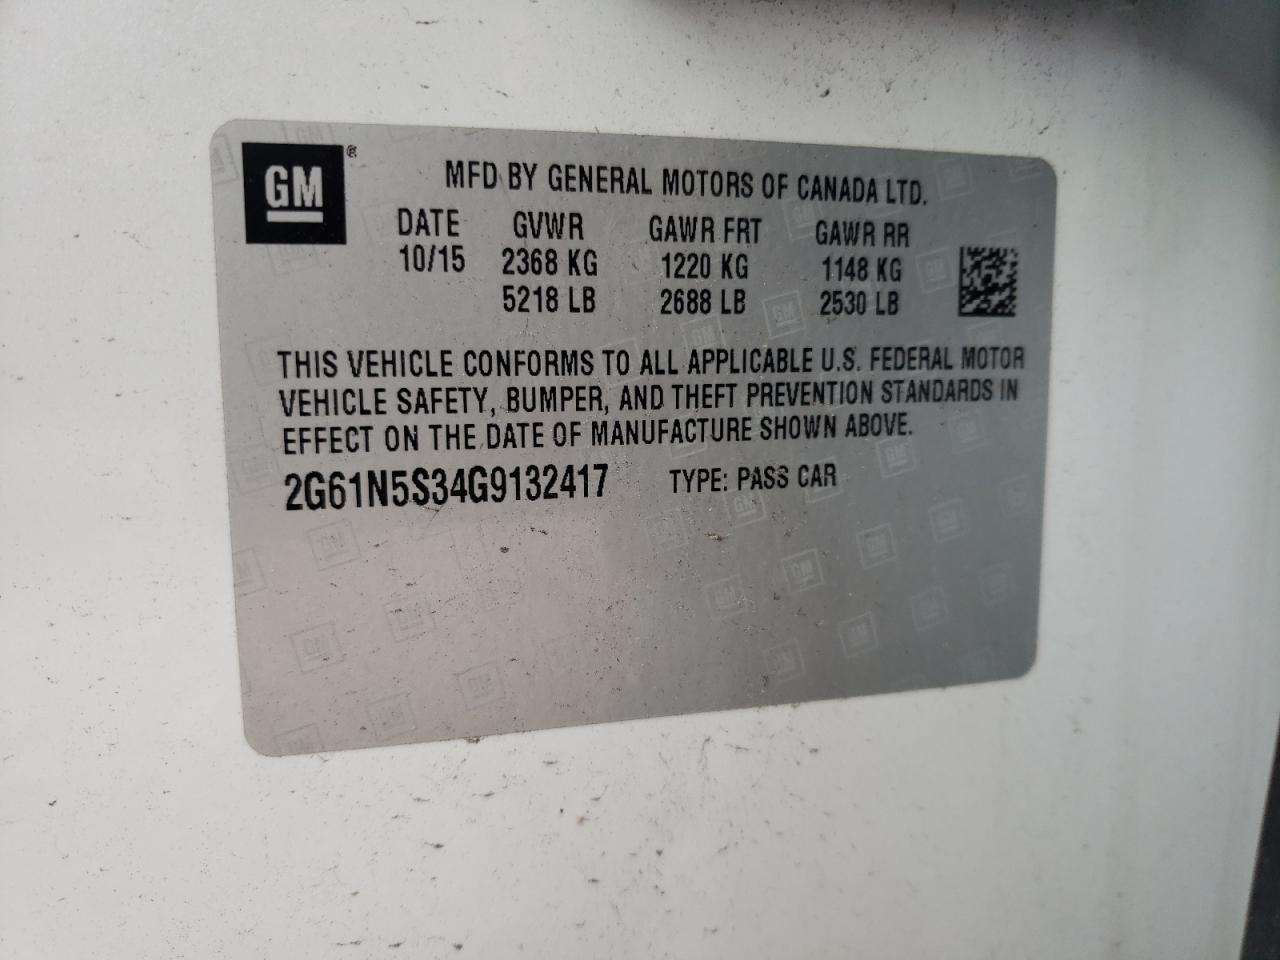 GM ®
MFD BY GENERAL MOTORS OF CANADA LTD.
DATE GVWR GAWR FRT GAWR RR
10/15 2368 KG 1220 KG 1148 KG
5218 LB 2688 LB 2530 LB
THIS VEHICLE CONFORMS TO ALL APPLICABLE U.S. FEDERAL MOTOR
VEHICLE SAFETY, BUMPER, AND THEFT PREVENTION STANDARDS IN
EFFECT ON THE DATE OF MANUFACTURE SHOWN ABOVE.
2G61N5S34G9132417 TYPE: PASS CAR